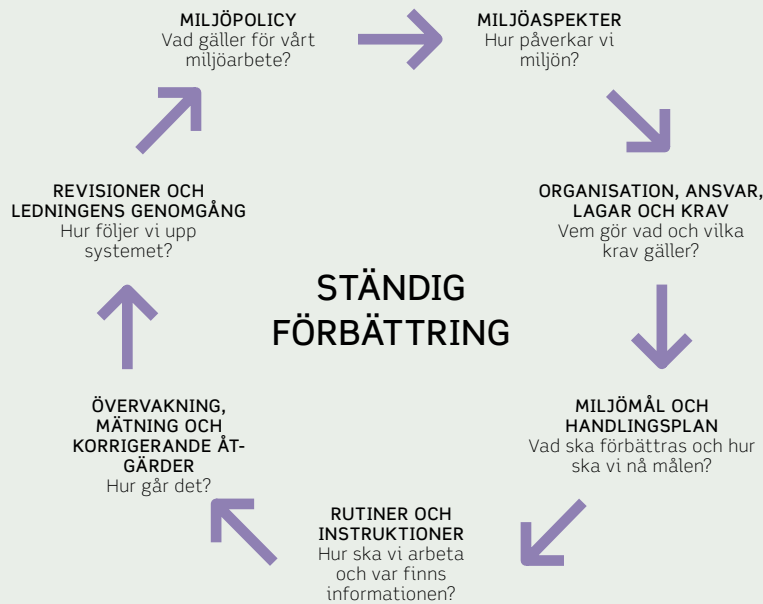 MILJÖPOLICY
Vad gäller för vårt
miljöarbete?
MILJÖASPEKTER
Hur påverkar vi
miljön?
ORGANISATION, ANSVAR,
LAGAR OCH KRAV
Vem gör vad och vilka
krav gäller?
MILJÖMÅL OCH
HANDLINGSPLAN
Vad ska förbättras och hur
ska vi nå målen?
RUTINER OCH
INSTRUKTIONER
Hur ska vi arbeta
och var finns
informationen?
ÖVERVAKNING,
MÄTNING OCH
KORRIGERANDE ÅT-
GÄRDER
Hur går det?
REVISIONER OCH
LEDNINGENS GENOMGÅNG
Hur följer vi upp
systemet?
STÄNDIG
FÖRBÄTTRING